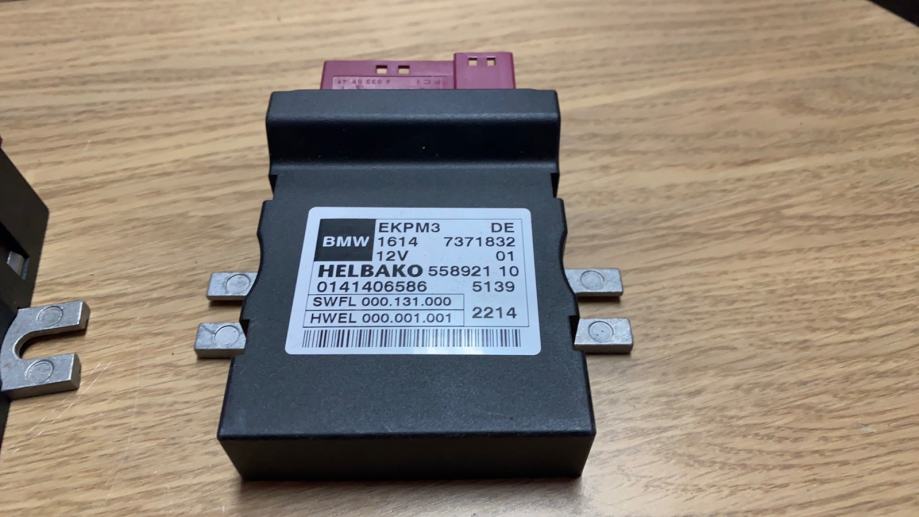 BMW EKPM3 DE
1614 7371832
12V 01
HELBAKO 558921 10
0141406586 5139
SWFL 000.131.000
HWEL 000.001.001 2214